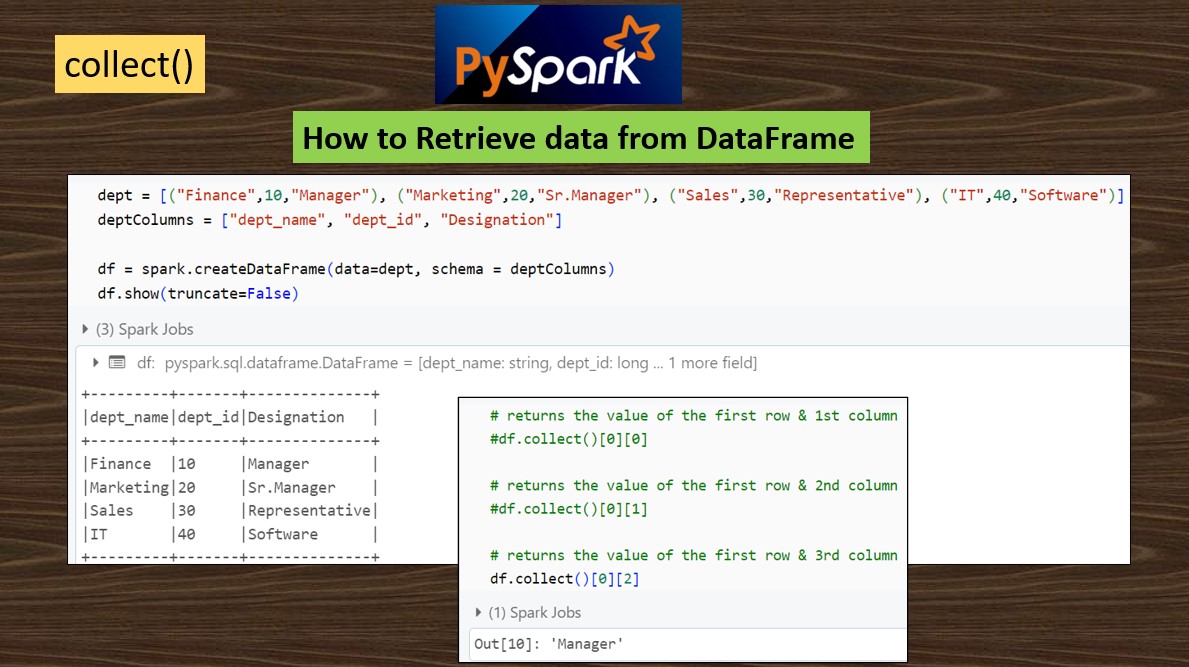 collect()
PySpark
How to Retrieve data from DataFrame
dept = [("Finance",10,"Manager"), ("Marketing",20,"Sr.Manager"), ("Sales",30,"Representative"), ("IT",40,"Software")]
deptColumns = ["dept_name", "dept_id", "Designation"]
df = spark.createDataFrame(data=dept, schema = deptColumns)
df.show(truncate=False)
(3) Spark Jobs
df: pyspark.sql.dataframe.DataFrame = [dept_name: string, dept_id: long ... 1 more field]
+---------+-------+--------------+
|dept_name|dept_id|Designation   |
+---------+-------+--------------+
|Finance  |10     |Manager       |
|Marketing|20     |Sr.Manager    |
|Sales    |30     |Representative|
|IT       |40     |Software      |
+---------+-------+--------------+
# returns the value of the first row & 1st column
#df.collect()[0][0]
# returns the value of the first row & 2nd column
#df.collect()[0][1]
# returns the value of the first row & 3rd column
df.collect()[0][2]
(1) Spark Jobs
Out[10]: 'Manager'